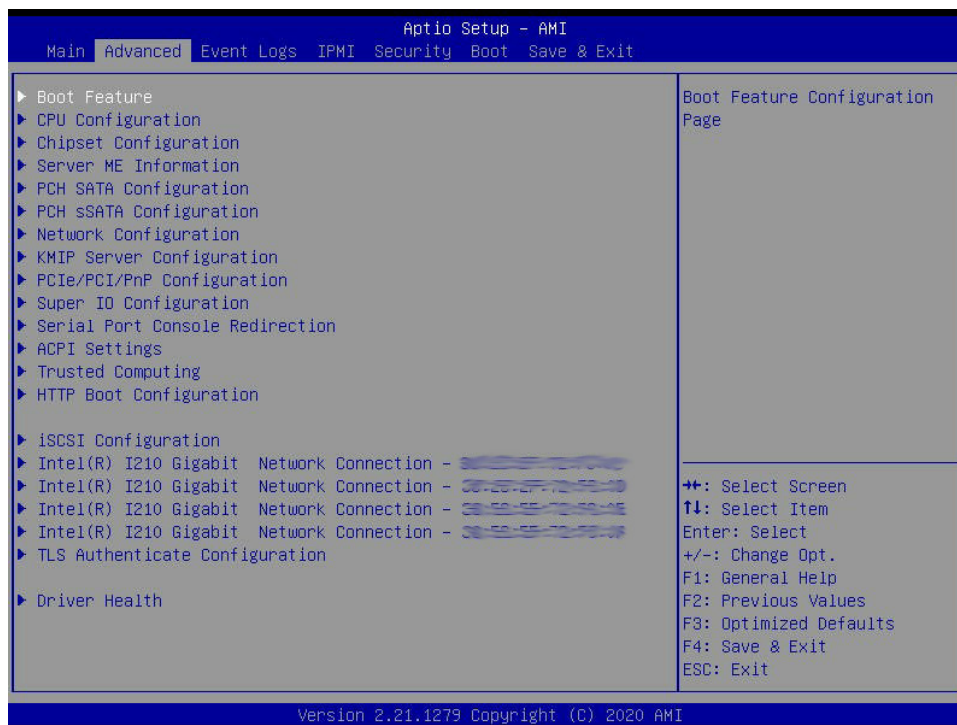 Aptio Setup – AMI
Main Advanced Event Logs IPMI Security Boot Save & Exit
Boot Feature
CPU Configuration
Chipset Configuration
Server ME Information
PCH SATA Configuration
PCH sSATA Configuration
Network Configuration
KMIP Server Configuration
PCIe/PCI/PnP Configuration
Super IO Configuration
Serial Port Console Redirection
ACPI Settings
Trusted Computing
HTTP Boot Configuration
iSCSI Configuration
Intel(R) I210 Gigabit Network Connection –
Intel(R) I210 Gigabit Network Connection –
Intel(R) I210 Gigabit Network Connection –
Intel(R) I210 Gigabit Network Connection –
TLS Authenticate Configuration
Driver Health
Boot Feature Configuration
Page
→←: Select Screen
↑↓: Select Item
Enter: Select
+/-: Change Opt.
F1: General Help
F2: Previous Values
F3: Optimized Defaults
F4: Save & Exit
ESC: Exit
Version 2.21.1279 Copyright (C) 2020 AMI